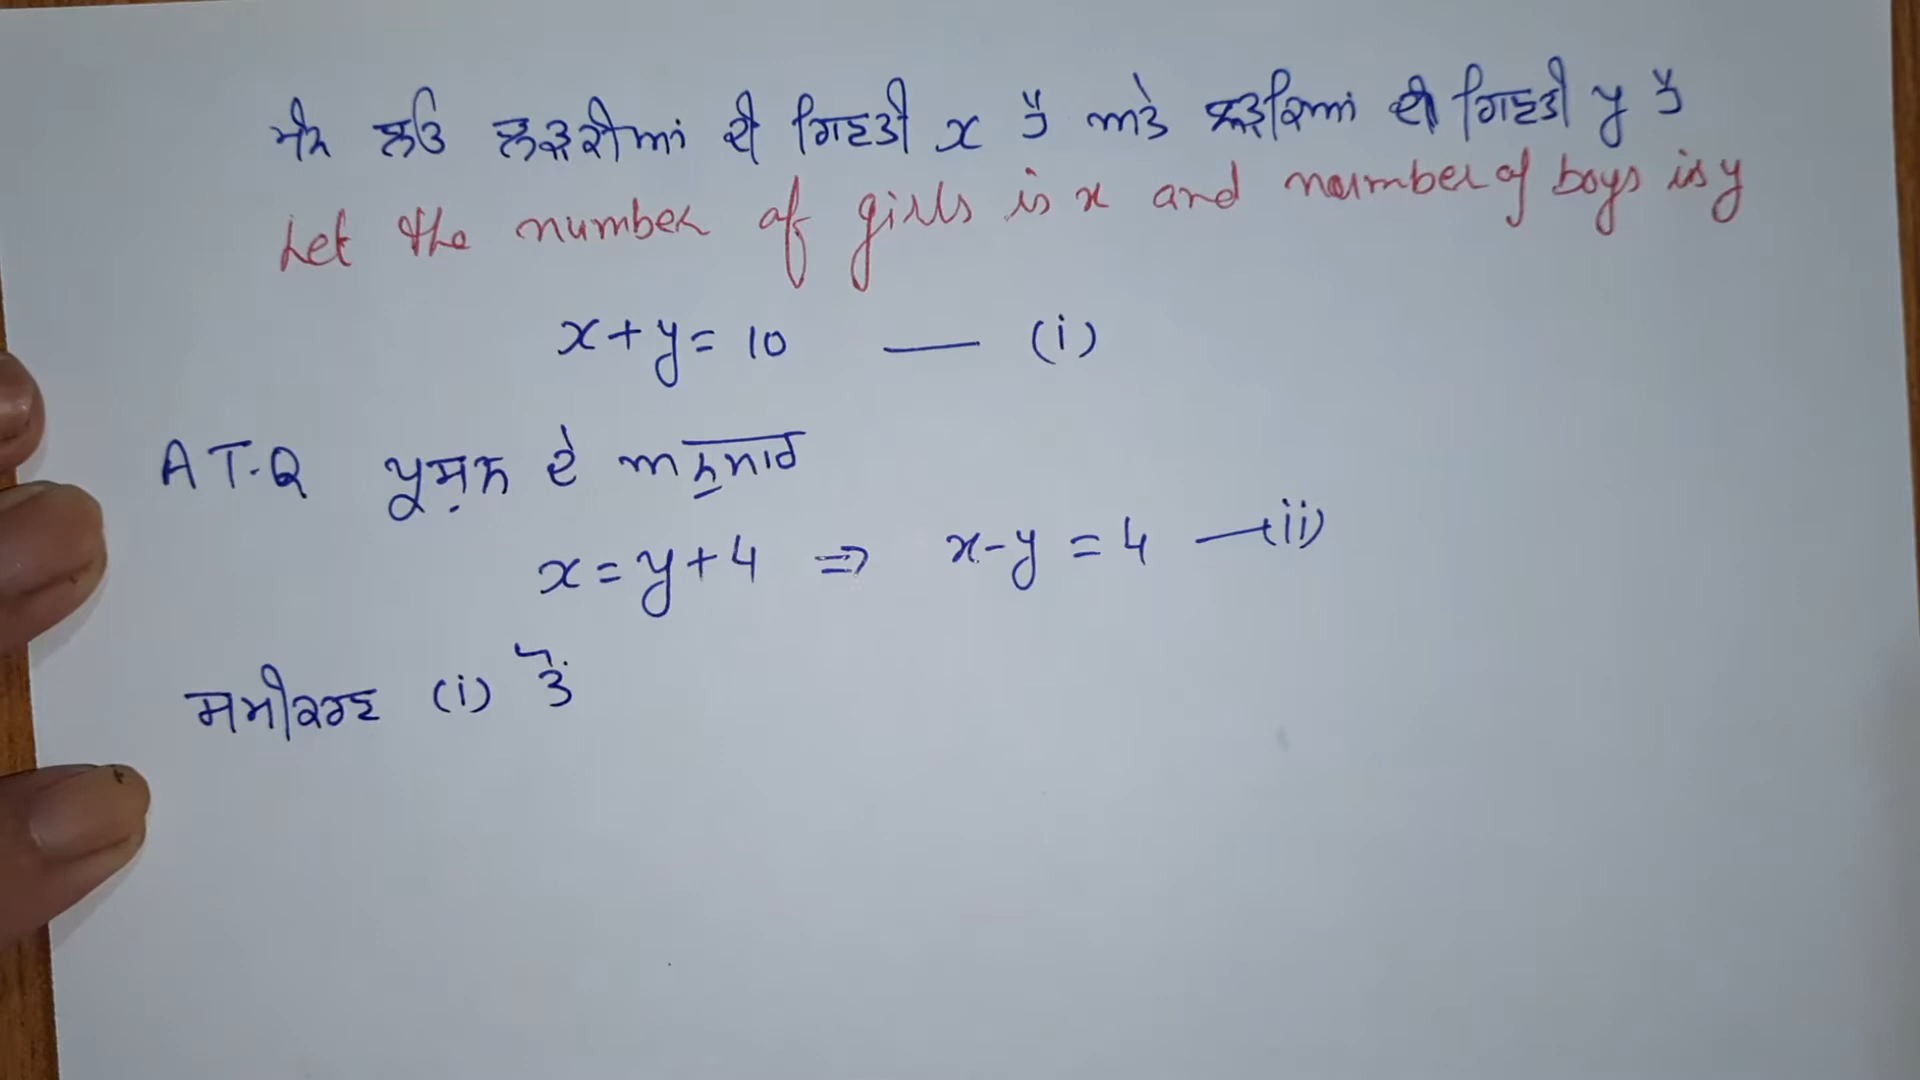 ਮੰਨ ਲਓ ਲੜਕੀਆਂ ਦੀ ਗਿਣਤੀ x ਹੈ ਅਤੇ ਲੜਕਿਆਂ ਦੀ ਗਿਣਤੀ y ਹੈ
Let the number of girls is x and number of boys is y
x + y = 10 — (i)
A T.Q ਪ੍ਰਸ਼ਨ ਦੇ ਅਨੁਸਾਰ
x = y + 4 ⇒ x - y = 4 — (ii)
ਸਮੀਕਰਣ (i) ਤੋਂ